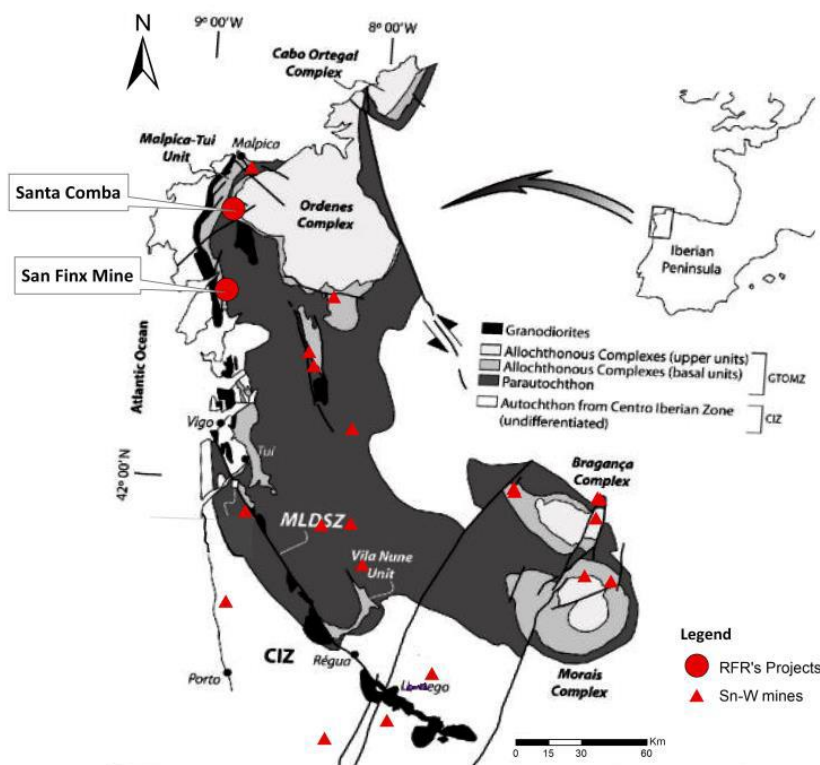 9º 00'W
8º 00'W
N
Cabo Ortegal
Complex
Malpica-Tui
Unit
Malpica
Santa Comba
Ordenes
Complex
San Finx Mine
Iberian
Peninsula
Granodiorites
Allochthonous Complexes (upper units)
Allochthonous Complexes (basal units)
GTOMZ
Parautochthon
Autochthon from Centro Iberian Zone
(undifferentiated)
CIZ
Atlantic Ocean
Vigo
Tui
42º 00'N
Bragança
Complex
MLDSZ
Vila Nune
Unit
CIZ
Régua
Porto
Morais
Complex
Legend
RFR's Projects
Sn-W mines
Km
0 15 30 60